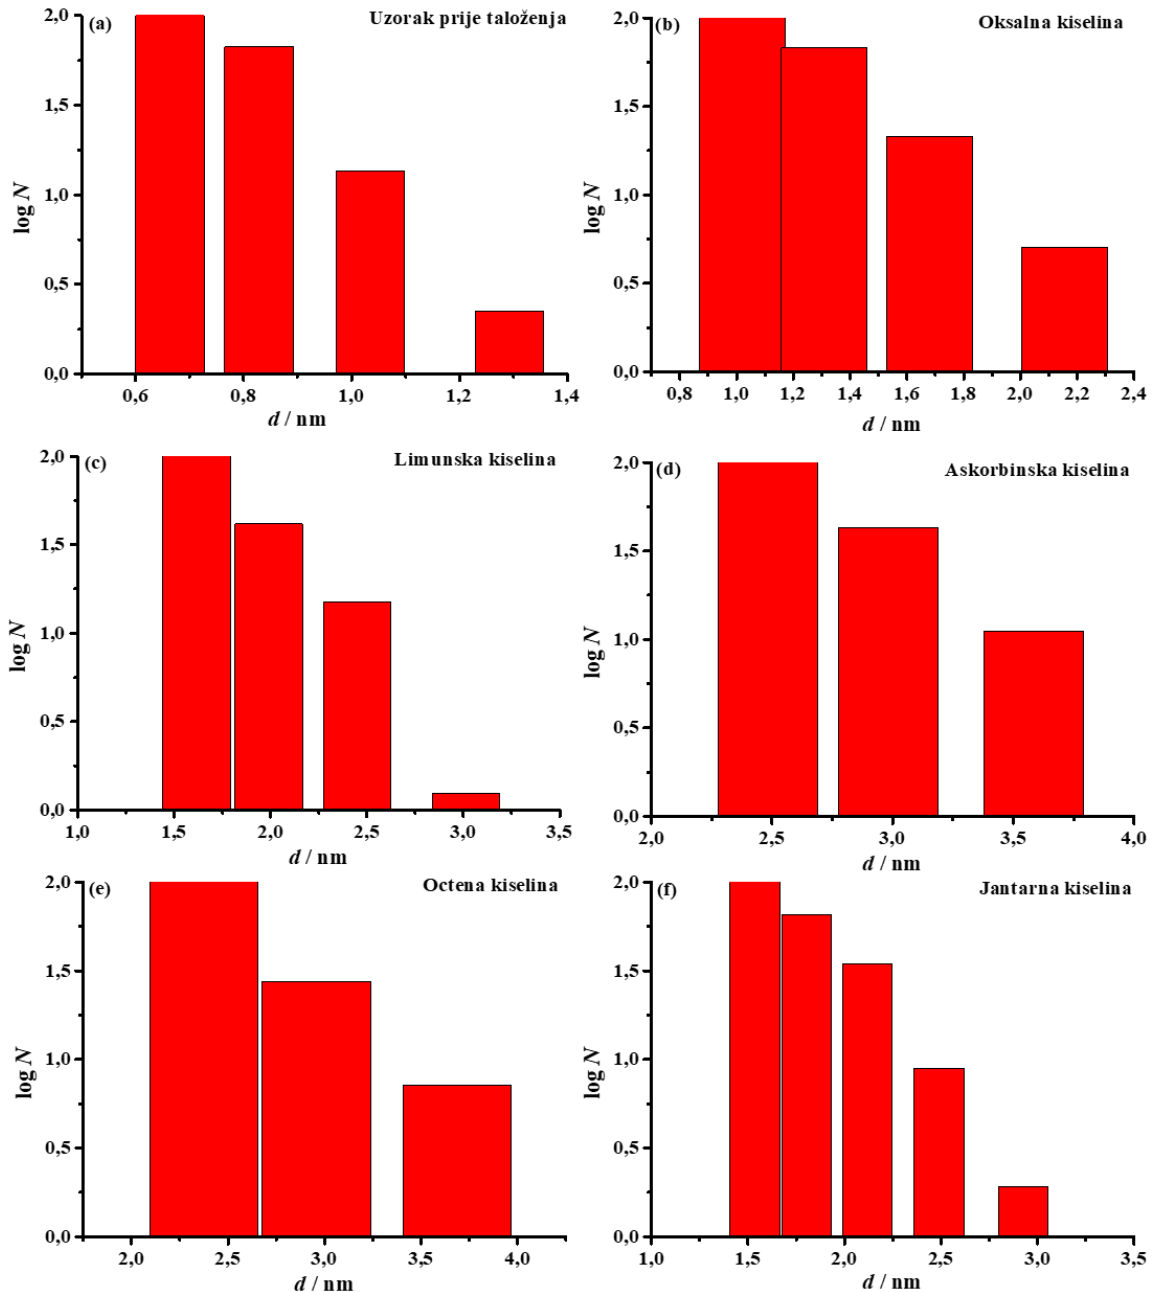 (a) Uzorak prije taloženja
2,0
1,5
1,0
0,5
0,0
log N
0,6 0,8 1,0 1,2 1,4
d / nm
(b) Oksalna kiselina
2,0
1,5
1,0
0,5
0,0
log N
0,8 1,0 1,2 1,4 1,6 1,8 2,0 2,2 2,4
d / nm
(c) Limunska kiselina
2,0
1,5
1,0
0,5
0,0
log N
1,0 1,5 2,0 2,5 3,0 3,5
d / nm
(d) Askorbinska kiselina
2,0
1,5
1,0
0,5
0,0
log N
2,0 2,5 3,0 3,5 4,0
d / nm
(e) Octena kiselina
2,0
1,5
1,0
0,5
0,0
log N
2,0 2,5 3,0 3,5 4,0
d / nm
(f) Jantarna kiselina
2,0
1,5
1,0
0,5
0,0
log N
1,0 1,5 2,0 2,5 3,0 3,5
d / nm